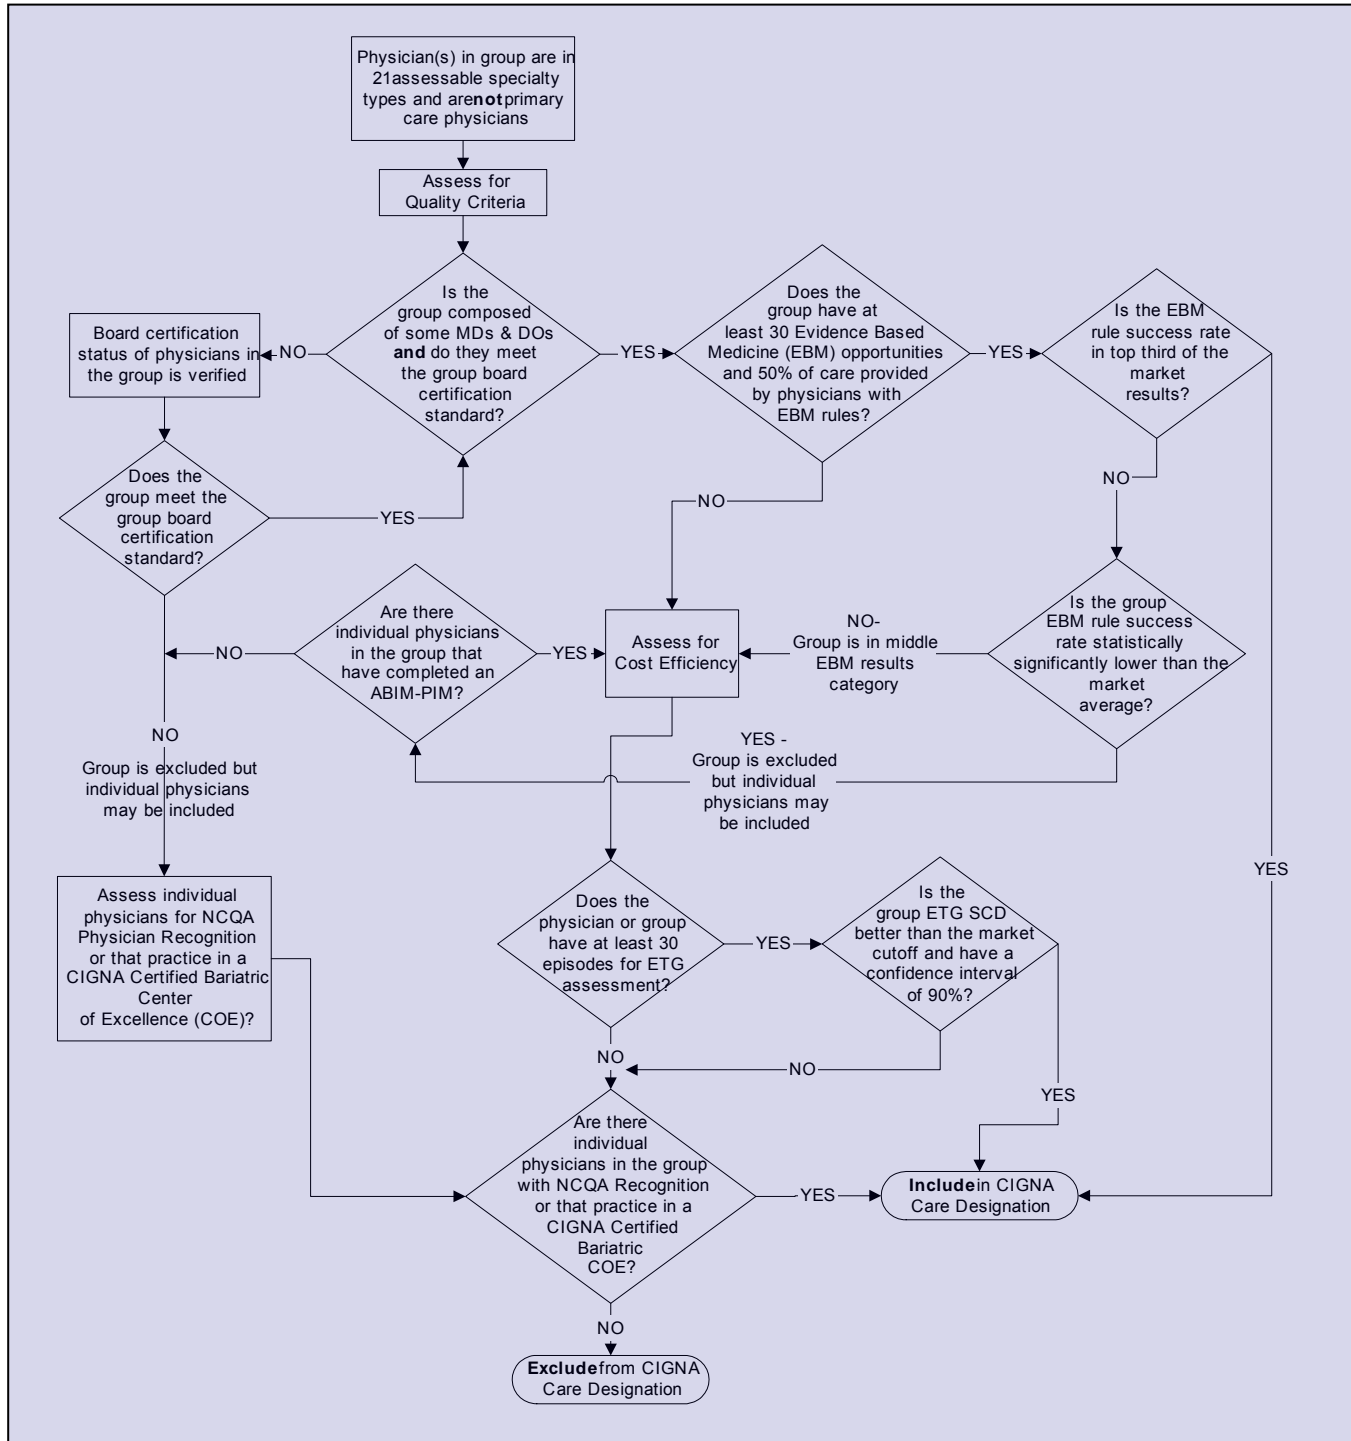 Physician(s) in group are in
21assessable specialty
types and arenotprimary
care physicians
Assess for
Quality Criteria
Is the
group composed
of some MDs & DOs
and do they meet
the group board
certification
standard?
NO
Board certification
status of physicians in
the group is verified
YES
Does the
group have at
least 30 Evidence Based
Medicine (EBM) opportunities
and 50% of care provided
by physicians with
EBM rules?
YES
Is the EBM
rule success rate
in top third of the
market
results?
Does the
group meet the
group board
certification
standard?
YES
NO
NO
Are there
individual physicians
in the group that
have completed an
ABIM-PIM?
NO
YES
Assess for
Cost Efficiency
NO-
Group is in middle
EBM results
category
Is the group
EBM rule success
rate statistically
significantly lower than the
market
average?
NO
Group is excluded but
individual physicians
may be included
YES -
Group is excluded
but individual
physicians may
be included
YES
Assess individual
physicians for NCQA
Physician Recognition
or that practice in a
CIGNA Certified Bariatric
Center
of Excellence (COE)?
Does the
physician or group
have at least 30
episodes for ETG
assessment?
YES
Is the
group ETG SCD
better than the market
cutoff and have a
confidence interval
of 90%?
NO
NO
YES
Are there
individual
physicians in the group
with NCQA Recognition
or that practice in a
CIGNA Certified
Bariatric
COE?
YES
Includein CIGNA
Care Designation
NO
Excludefrom CIGNA
Care Designation